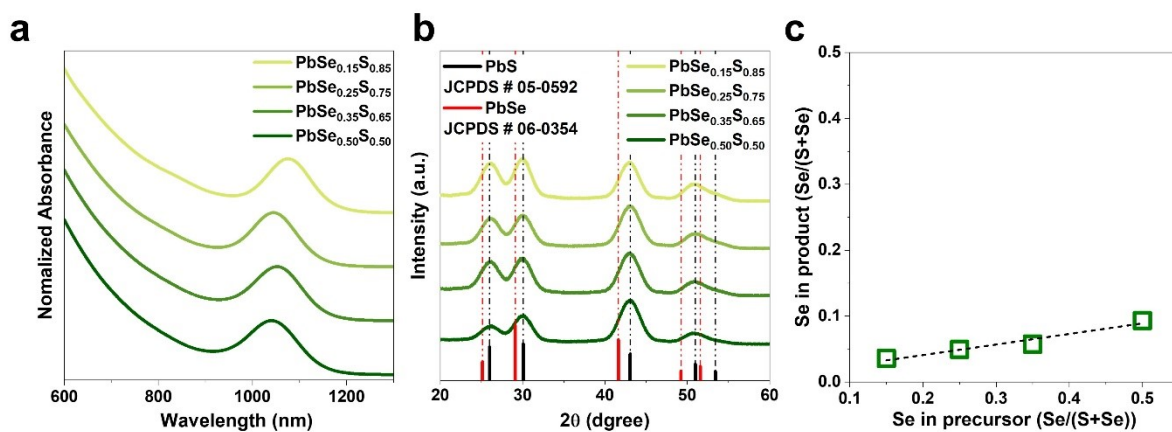 a
Nomalized Absorbance
PbSe0.15S0.85
PbSe0.25S0.75
PbSe0.35S0.65
PbSe0.50S0.50
600 800 1000 1200
Wavelength (nm)
b
Intensity (a.u.)
PbS
JCPDS # 05-0592
PbSe
JCPDS # 06-0354
PbSe0.15S0.85
PbSe0.25S0.75
PbSe0.35S0.65
PbSe0.50S0.50
20 30 40 50 60
2θ (dgree)
c
Se in product (Se/(S+Se))
0.5
0.4
0.3
0.2
0.1
0.0
0.1 0.2 0.3 0.4 0.5
Se in precursor (Se/(S+Se))